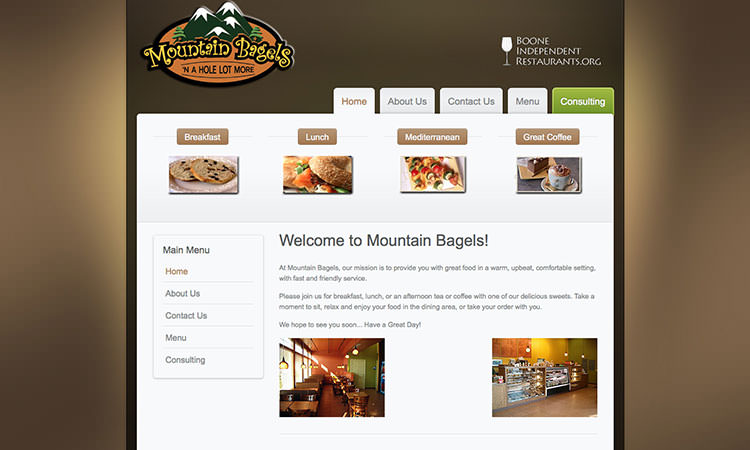 Mountain Bagels
'N A HOLE LOT MORE
BOONE
INDEPENDENT
RESTAURANTS.ORG
Home
About Us
Contact Us
Menu
Consulting
Breakfast
Lunch
Mediterranean
Great Coffee
Main Menu
Home
About Us
Contact Us
Menu
Consulting
Welcome to Mountain Bagels!
At Mountain Bagels, our mission is to provide you with great food in a warm, upbeat, comfortable setting,
with fast and friendly service.
Please join us for breakfast, lunch, or an afternoon tea or coffee with one of our delicious sweets. Take a
moment to sit, relax and enjoy your food in the dining area, or take your order with you.
We hope to see you soon... Have a Great Day!